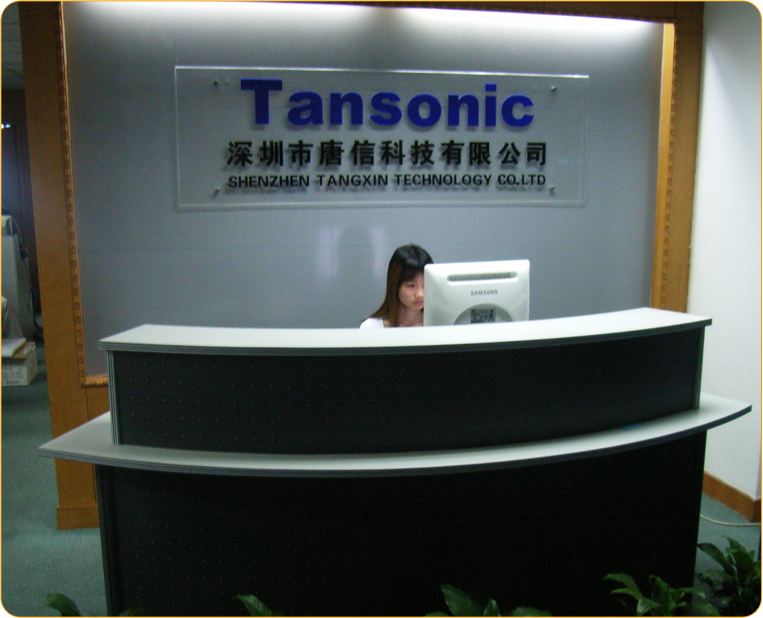 Tansonic
深圳市唐信科技有限公司
SHENZHEN TANGXIN TECHNOLOGY CO.,LTD
SAMSUNG